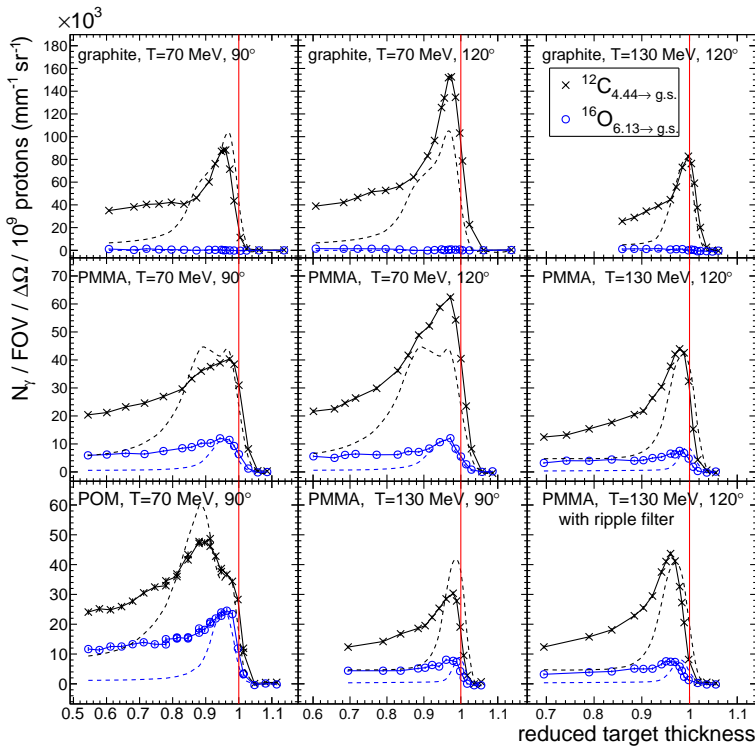 ×10³
graphite, T=70 MeV, 90°
graphite, T=70 MeV, 120°
graphite, T=130 MeV, 120°
¹²C₄.₄₄→ g.s.
¹⁶O₆.₁₃→ g.s.
180
160
140
120
100
80
60
40
20
0
N_γ / FOV / ΔΩ / 10⁹ protons (mm⁻¹ sr⁻¹)
PMMA, T=70 MeV, 90°
PMMA, T=70 MeV, 120°
PMMA, T=130 MeV, 120°
70
60
50
40
30
20
10
0
POM, T=70 MeV, 90°
PMMA, T=130 MeV, 90°
PMMA, T=130 MeV, 120°
with ripple filter
60
50
40
30
20
10
0
0.5 0.6 0.7 0.8 0.9 1 1.1
0.6 0.7 0.8 0.9 1 1.1
0.7 0.8 0.9 1 1.1
reduced target thickness